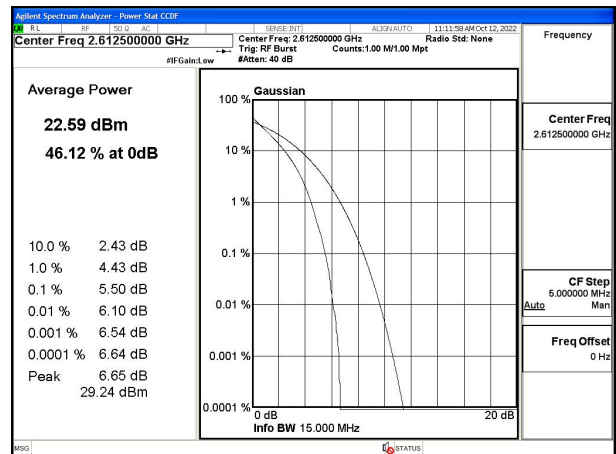 Agilent Spectrum Analyzer - Power Stat CCDF
RL RF 50 Ω AC SENSE:INT ALIGNAUTO 11:11:58 AM Oct 12, 2022
Center Freq 2.612500000 GHz
Center Freq: 2.612500000 GHz Radio Std: None
Trig: RF Burst Counts:1.00 M/1.00 Mpt
#IFGain:Low #Atten: 40 dB
Frequency
Average Power
22.59 dBm
46.12 % at 0dB
10.0 % 2.43 dB
1.0 % 4.43 dB
0.1 % 5.50 dB
0.01 % 6.10 dB
0.001 % 6.54 dB
0.0001 % 6.64 dB
Peak 6.65 dB
29.24 dBm
Gaussian
100 %
10 %
1 %
0.1 %
0.01 %
0.001 %
0.0001 %
0 dB 20 dB
Info BW 15.000 MHz
Center Freq
2.612500000 GHz
CF Step
5.000000 MHz
Auto Man
Freq Offset
0 Hz
MSG STATUS